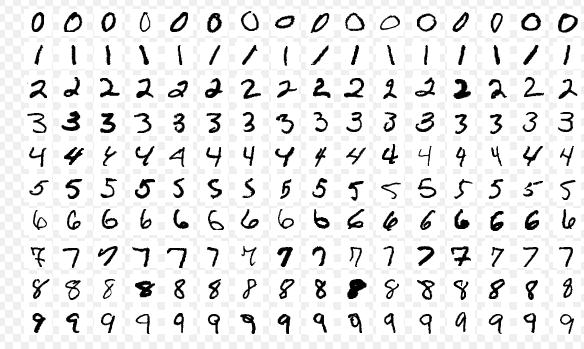 0 0 0 0 0 0 0 0 0 0 0 0 0 0 0 0
1 1 1 1 1 1 1 1 1 1 1 1 1 1 1 1
2 2 2 2 2 2 2 2 2 2 2 2 2 2 2 2
3 3 3 3 3 3 3 3 3 3 3 3 3 3 3 3
4 4 4 4 4 4 4 4 4 4 4 4 4 4 4 4
5 5 5 5 5 5 5 5 5 5 5 5 5 5 5 5
6 6 6 6 6 6 6 6 6 6 6 6 6 6 6 6
7 7 7 7 7 7 7 7 7 7 7 7 7 7 7 7
8 8 8 8 8 8 8 8 8 8 8 8 8 8 8 8
9 9 9 9 9 9 9 9 9 9 9 9 9 9 9 9